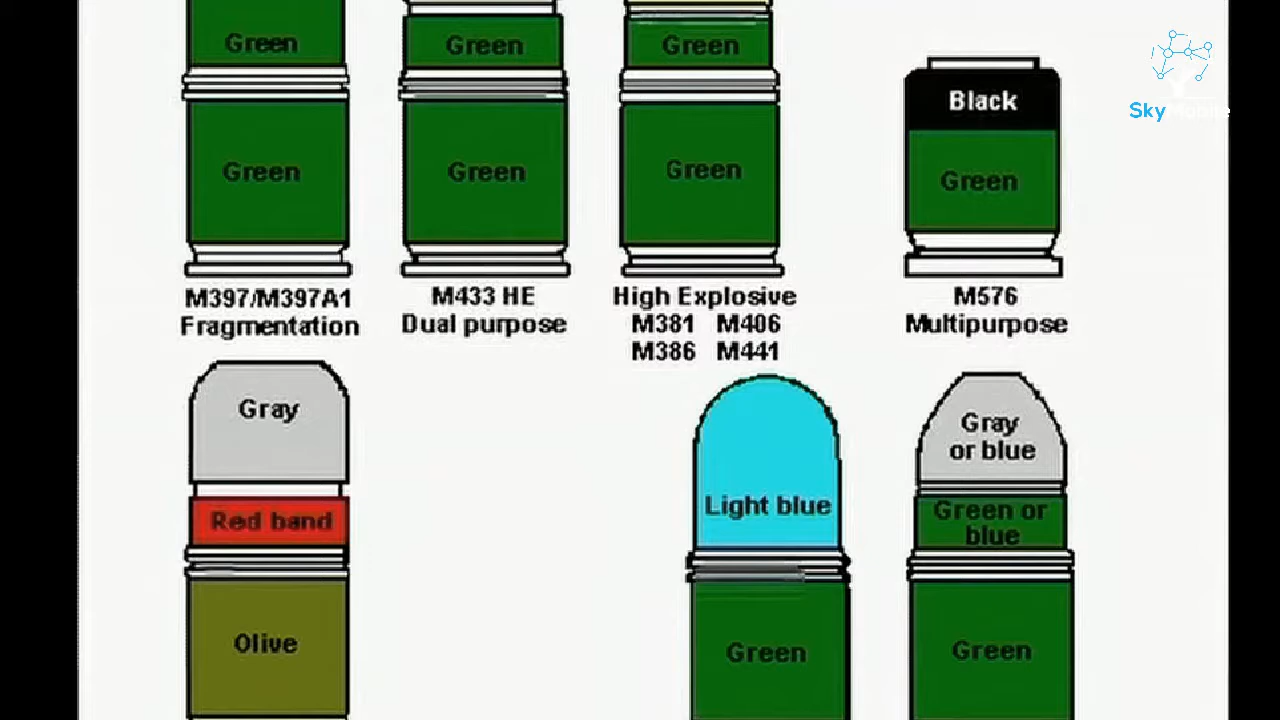 SkyMobile
Green
Green
Green
Black
Green
Green
Green
Green
M397/M397A1
Fragmentation
M433 HE
Dual purpose
High Explosive
M381 M406
M386 M441
M576
Multipurpose
Gray
Red band
Olive
Light blue
Green
Gray
or blue
Green or
blue
Green